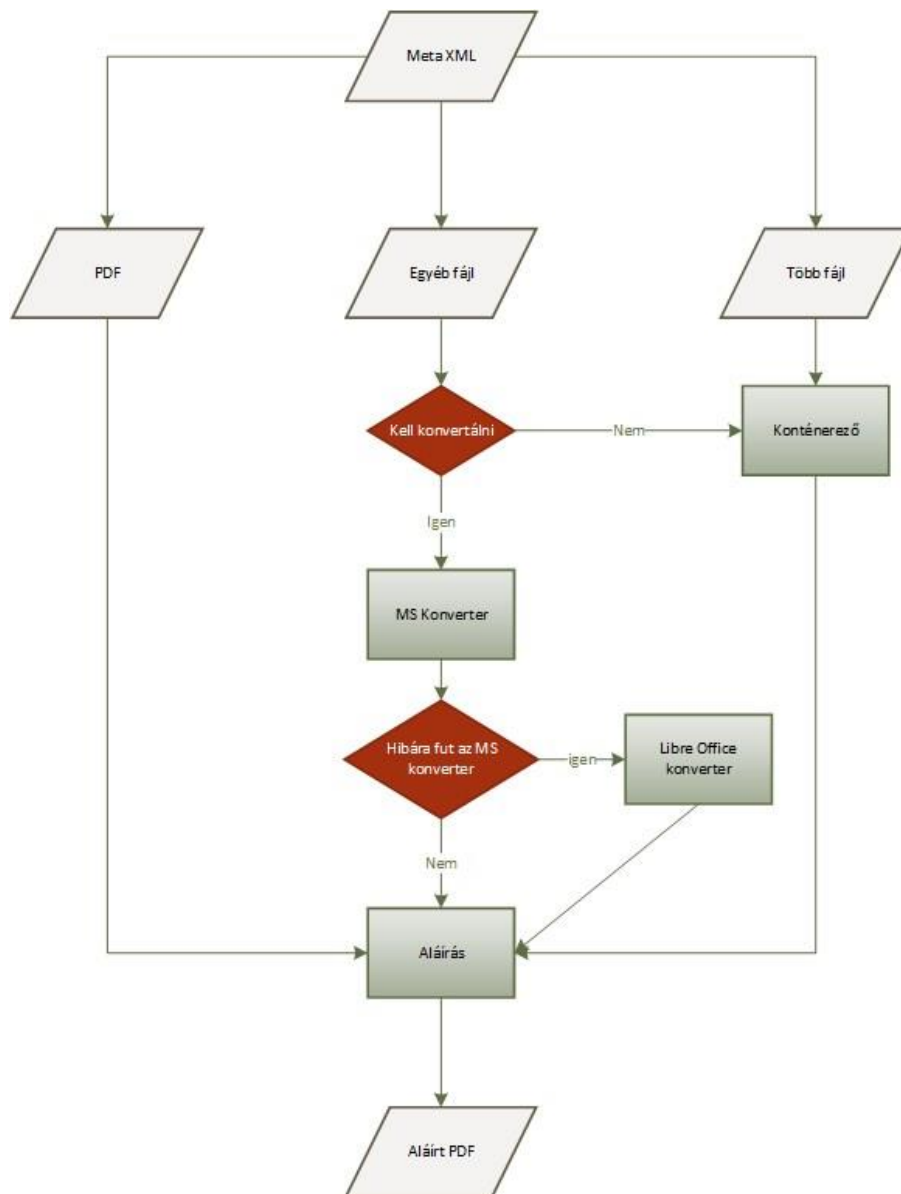 Meta XML
PDF
Egyéb fájl
Több fájl
Kell konvertálni
Nem
Konténerező
Igen
MS Konverter
Hibára fut az MS
konverter
igen
Libre Office
konverter
Nem
Aláírás
Aláírt PDF